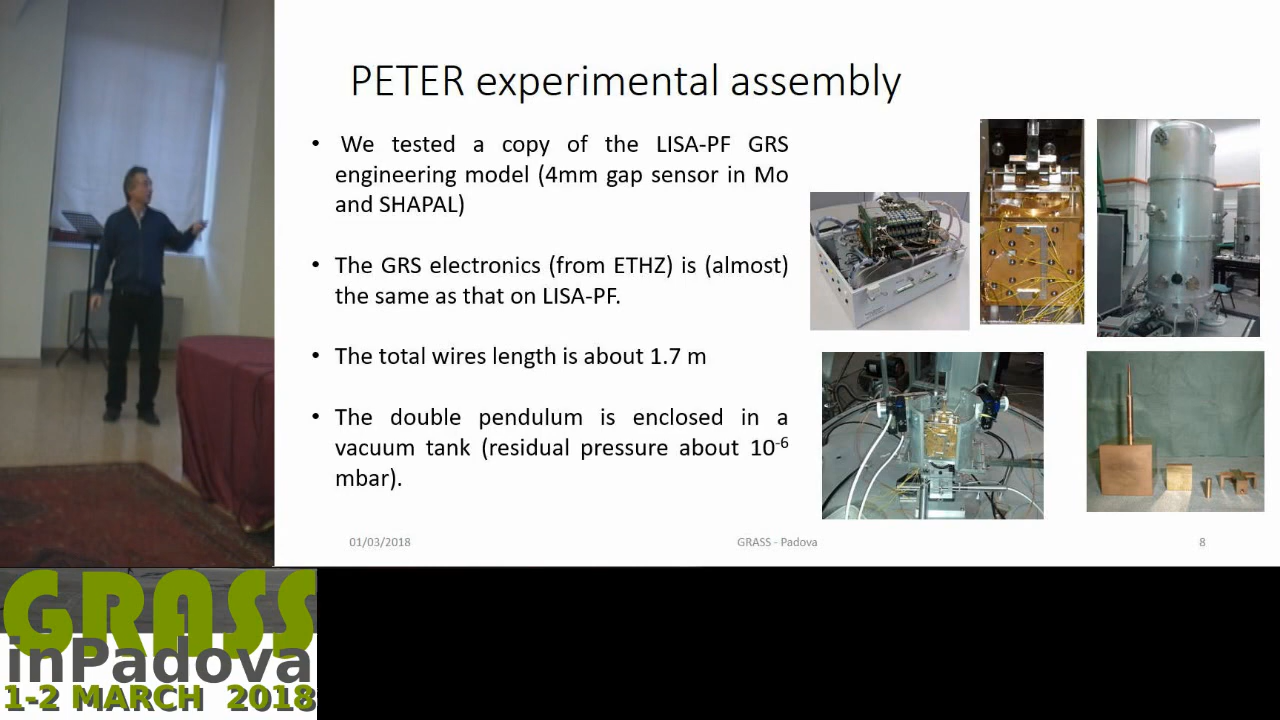 PETER experimental assembly
• We tested a copy of the LISA-PF GRS
engineering model (4mm gap sensor in Mo
and SHAPAL)
• The GRS electronics (from ETHZ) is (almost)
the same as that on LISA-PF.
• The total wires length is about 1.7 m
• The double pendulum is enclosed in a
vacuum tank (residual pressure about 10⁻⁶
mbar).
01/03/2018
GRASS - Padova
8
GRASS
inPadova
1-2 MARCH 2018